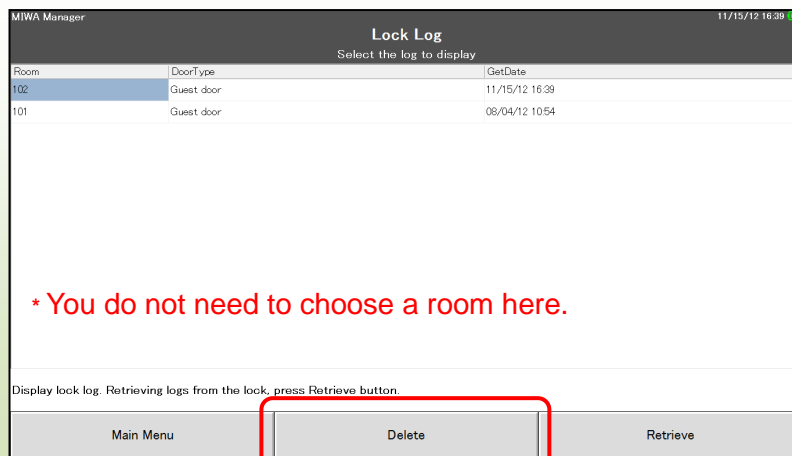 MIWA Manager 11/15/12 16:39
Lock Log
Select the log to display
Room DoorType GetDate
102 Guest door 11/15/12 16:39
101 Guest door 08/04/12 10:54
* You do not need to choose a room here.
Display lock log. Retrieving logs from the lock, press Retrieve button.
Main Menu Delete Retrieve